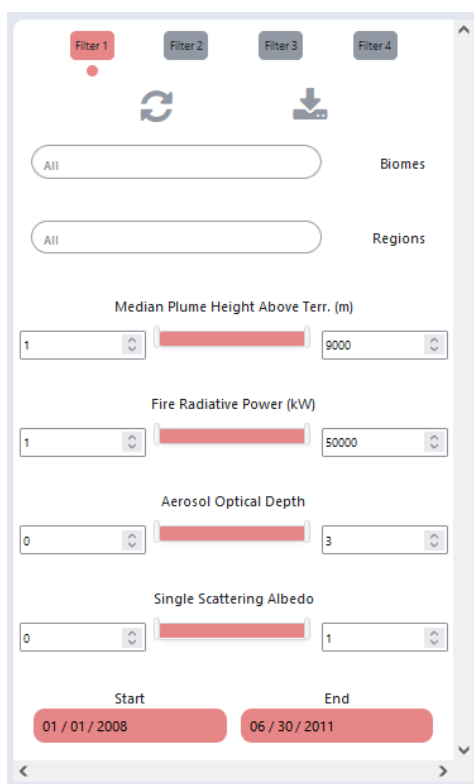 Filter 1 Filter 2 Filter 3 Filter 4
All Biomes
All Regions
Median Plume Height Above Terr. (m)
1 9000
Fire Radiative Power (kW)
1 50000
Aerosol Optical Depth
0 3
Single Scattering Albedo
0 1
Start End
01 / 01 / 2008 06 / 30 / 2011